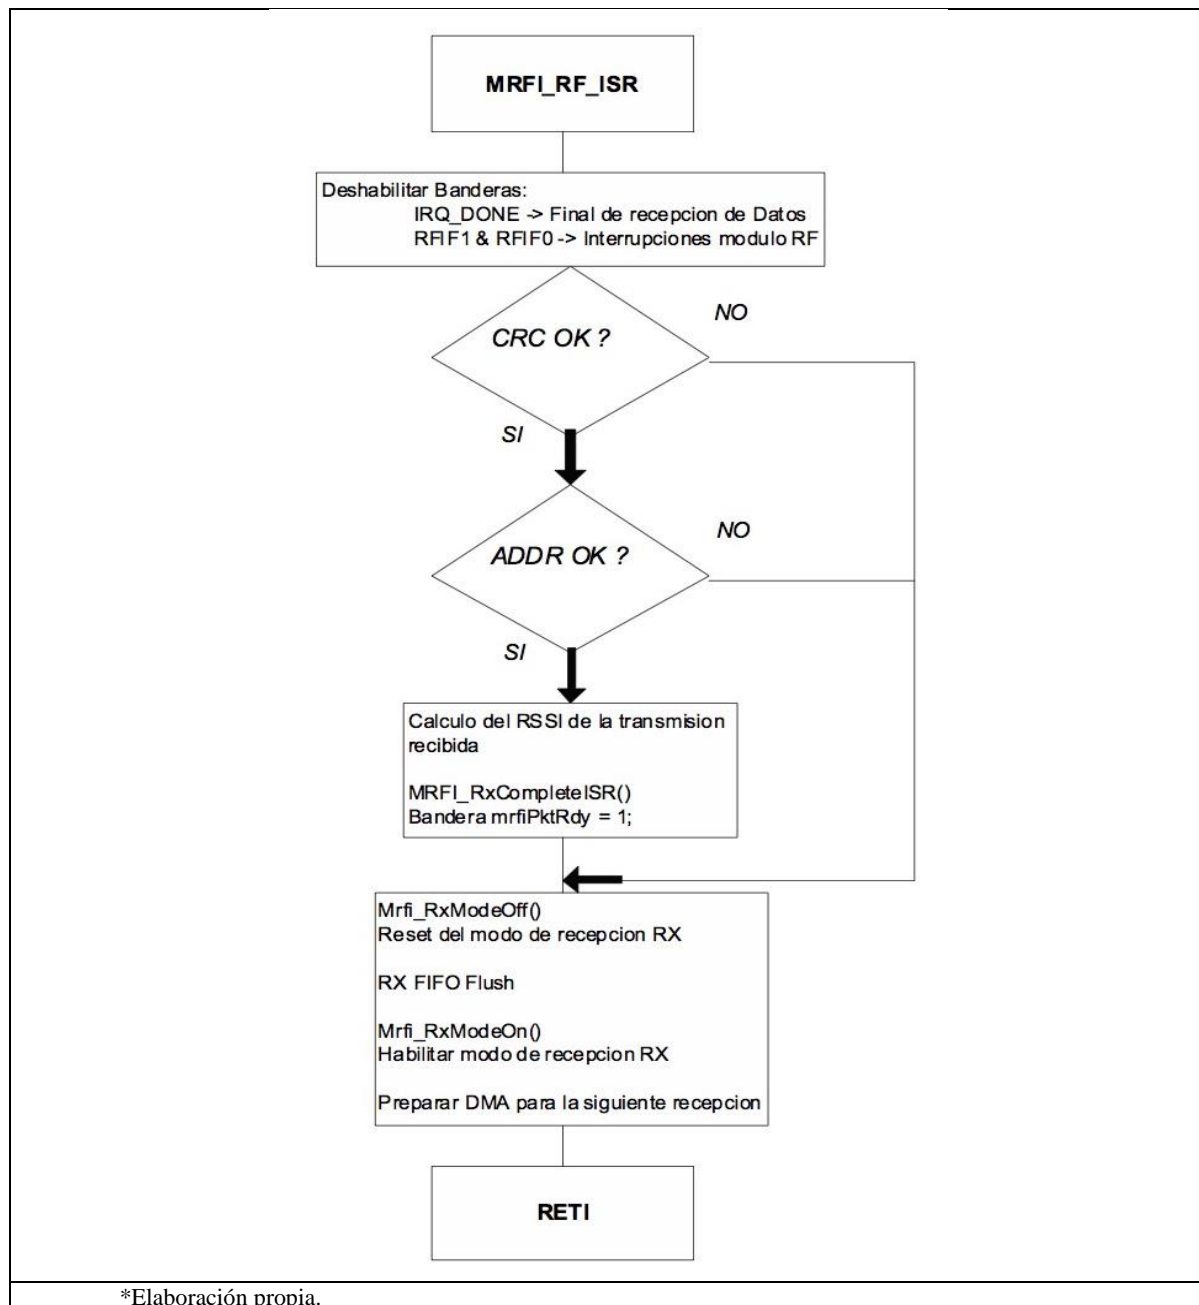 MRFI_RF_ISR
Deshabilitar Banderas:
IRQ_DONE -> Final de recepcion de Datos
RFIF1 & RFIF0 -> Interrupciones modulo RF
CRC OK ?
NO
SI
ADDR OK ?
NO
SI
Calculo del RSSI de la transmision
recibida
MRFI_RxCompleteISR()
Bandera mrfiPktRdy = 1;
Mrfi_RxModeOff()
Reset del modo de recepcion RX
RX FIFO Flush
Mrfi_RxModeOn()
Habilitar modo de recepcion RX
Preparar DMA para la siguiente recepcion
RETI
*Elaboración propia.